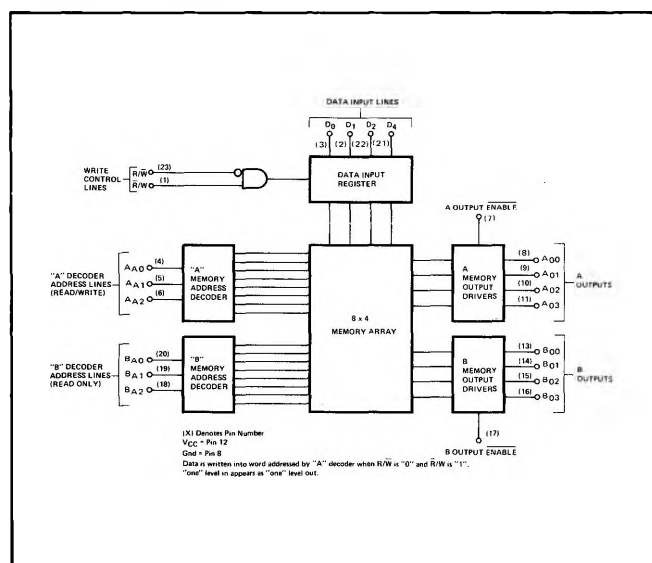 DATA INPUT LINES
D0 D1 D2 D4
(3) (2) (22) (21)
WRITE CONTROL LINES
R/W̅ (23)
R̅/W (1)
DATA INPUT REGISTER
A OUTPUT E̅N̅A̅B̅L̅E̅
(7)
"A" DECODER ADDRESS LINES (READ/WRITE)
AA0 (4)
AA1 (5)
AA2 (6)
"A" MEMORY ADDRESS DECODER
8 x 4 MEMORY ARRAY
A MEMORY OUTPUT DRIVERS
(8) A00
(9) A01
(10) A02
(11) A03
A OUTPUTS
"B" DECODER ADDRESS LINES (READ ONLY)
BA0 (20)
BA1 (19)
BA2 (18)
"B" MEMORY ADDRESS DECODER
B MEMORY OUTPUT DRIVERS
(13) B00
(14) B01
(15) B02
(16) B03
B OUTPUTS
(17)
B OUTPUT E̅N̅A̅B̅L̅E̅
(X) Denotes Pin Number
VCC = Pin 12
Gnd = Pin 8
Data is written into word addressed by "A" decoder when R/W̅ is "0" and R̅/W is "1".
"one" level in appears as "one" level out.